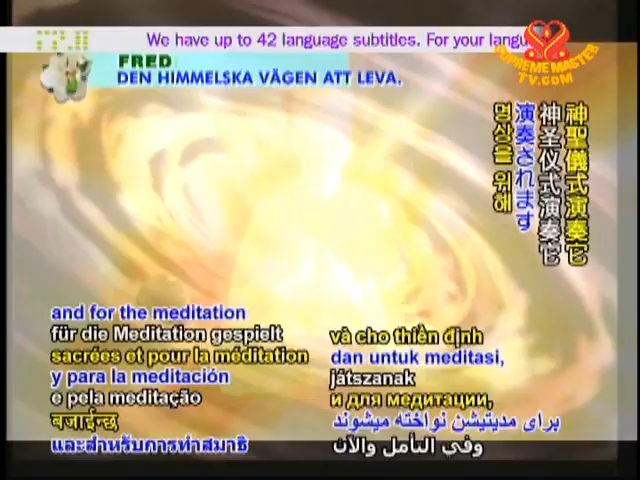 We have up to 42 language subtitles. For your langu
SUPREME MASTER
TV.COM
FRED
DEN HIMMELSKA VÄGEN ATT LEVA.
神聖儀式演奏它
神圣仪式演奏它
演奏されます
명상을 위해
and for the meditation
für die Meditation gespielt
sacrées et pour la méditation
y para la meditación
e pela meditação
बजाईन्छ
และสำหรับการทำสมาธิ
và cho thiền định
dan untuk meditasi,
játszanak
и для медитации,
برای مدیتیشن نواخته میشوند
وفي التأمل والآن